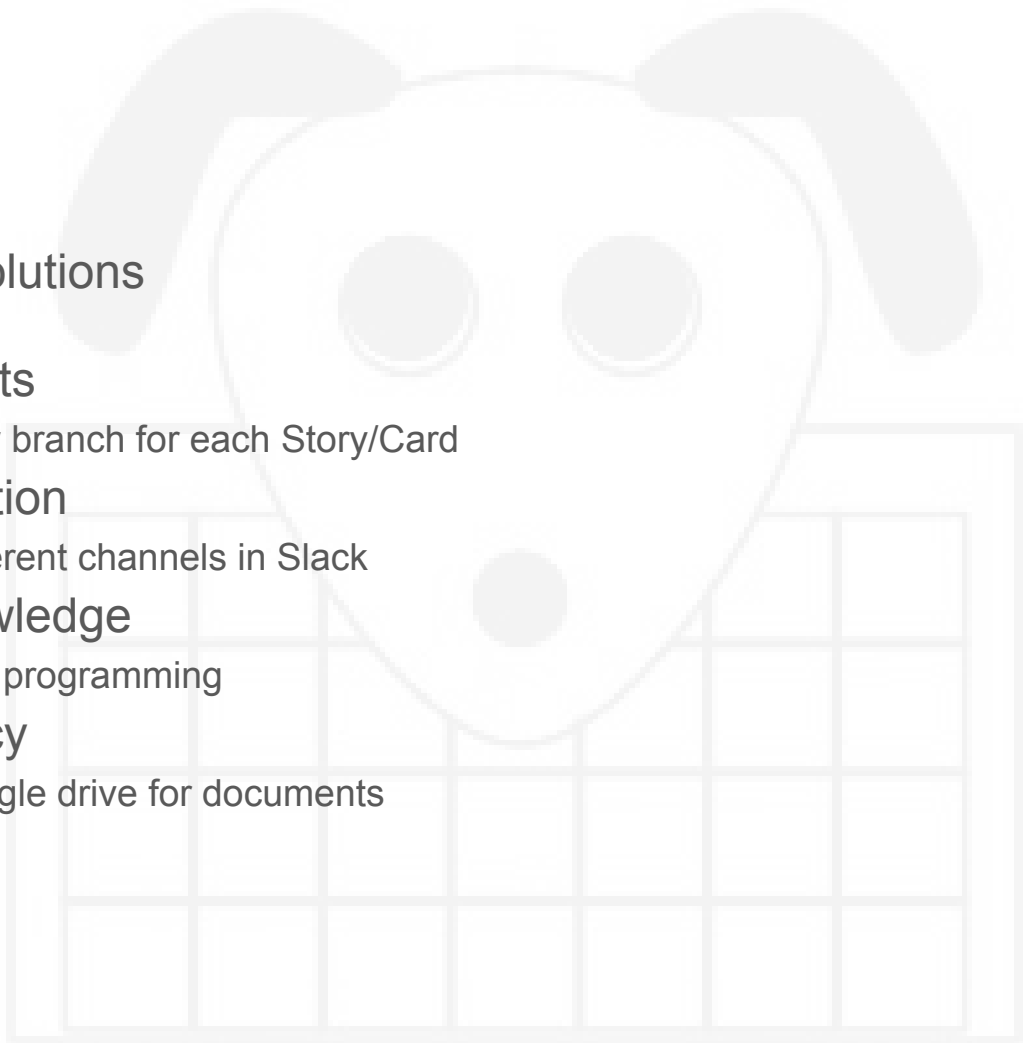 olutions
ts
branch for each Story/Card
tion
erent channels in Slack
wledge
programming
cy
gle drive for documents